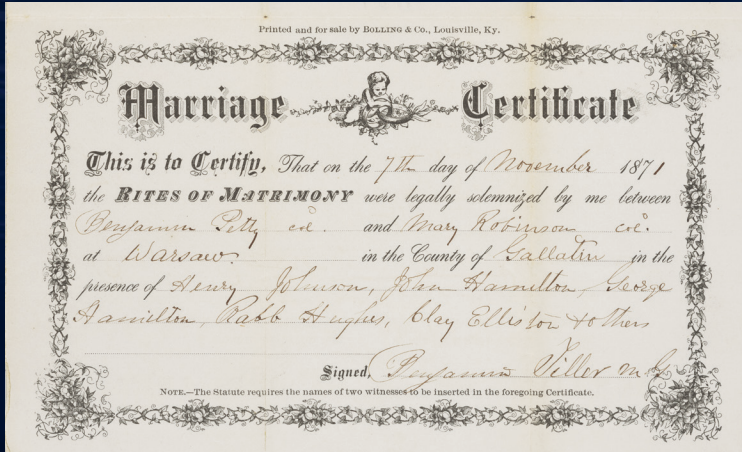 Printed and for sale by BOLLING & Co., Louisville, Ky.
Marriage Certificate
This is to Certify, That on the 7th day of November 1871
the RITES OF MATRIMONY were legally solemnized by me between
Benjamin Petty col. and Mary Robinson col.
at Warsaw. in the County of Gallatin in the
presence of Henry Johnson, John Hamilton, George
Hamilton, Rabb Hughes, Clay Elliston & others
Signed, Benjamin Tiller M. G.
NOTE.—The Statute requires the names of two witnesses to be inserted in the foregoing Certificate.